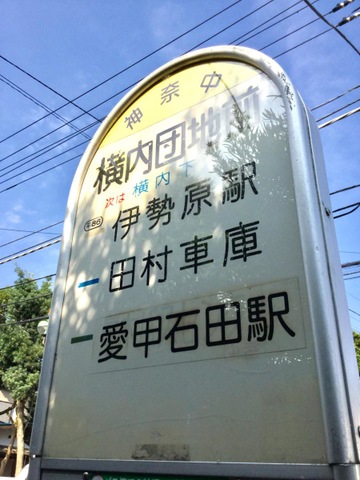 神奈中
横内団地前
次は 横内下
伊勢原駅
田村車庫
愛甲石田駅